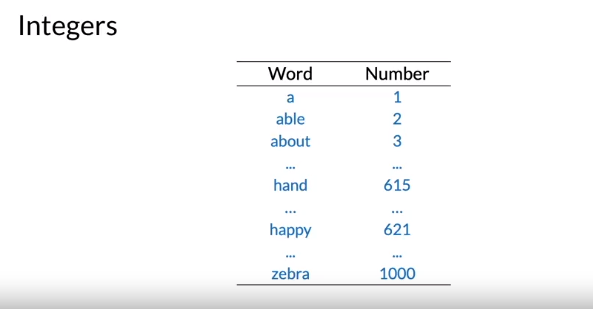 Integers
Word Number
a 1
able 2
about 3
... ...
hand 615
... ...
happy 621
... ...
zebra 1000